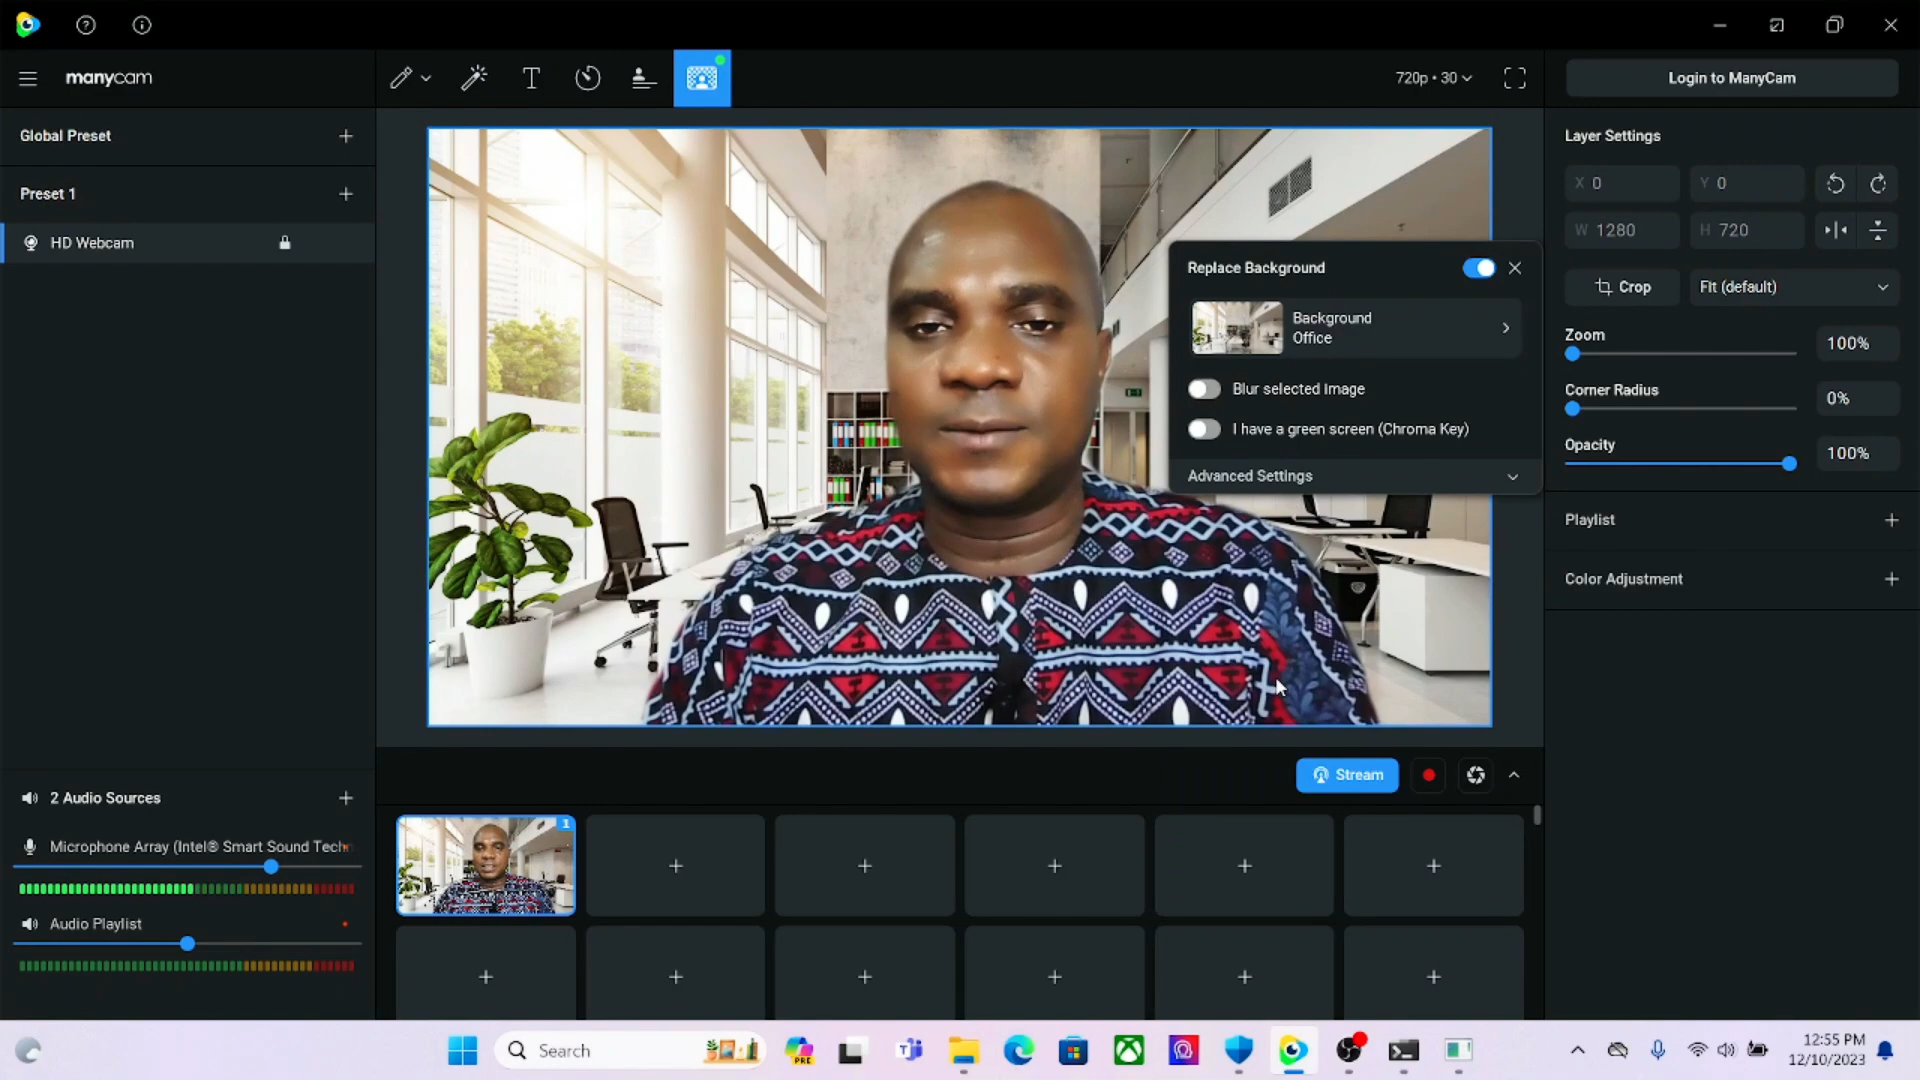 manycam
720p • 30
Login to ManyCam
Global Preset
Preset 1
HD Webcam
Layer Settings
X 0
Y 0
W 1280
H 720
Crop
Fit (default)
Zoom
100%
Corner Radius
0%
Opacity
100%
Playlist
Color Adjustment
Replace Background
Background
Office
Blur selected image
I have a green screen (Chroma Key)
Advanced Settings
Stream
2 Audio Sources
Microphone Array (Intel® Smart Sound Techn
Audio Playlist
1
Search
PRE
12:55 PM
12/10/2023